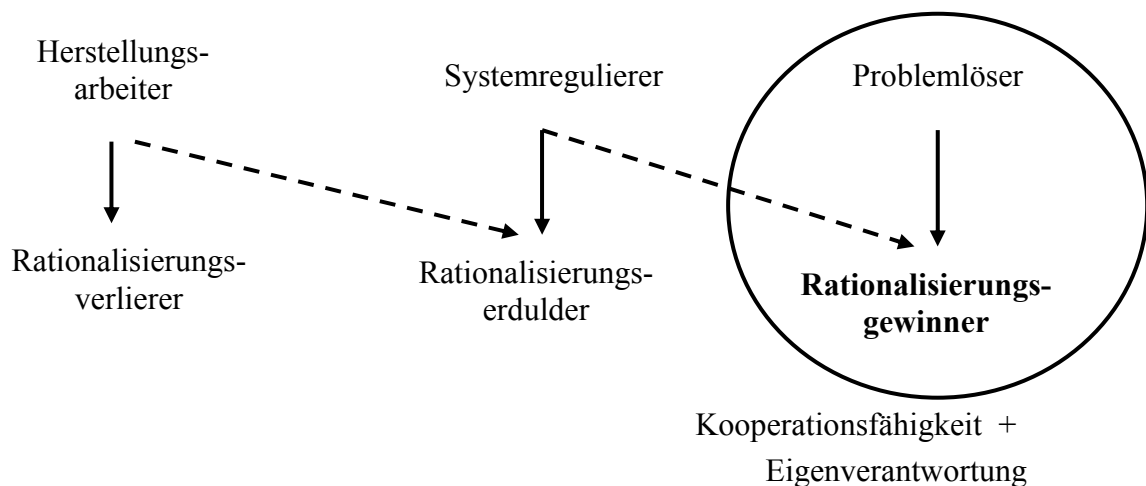 Herstellungs-
arbeiter
Systemregulierer
Problemlöser
Rationalisierungs-
verlierer
Rationalisierungs-
erdulder
Rationalisierungs-
gewinner
Kooperationsfähigkeit +
Eigenverantwortung